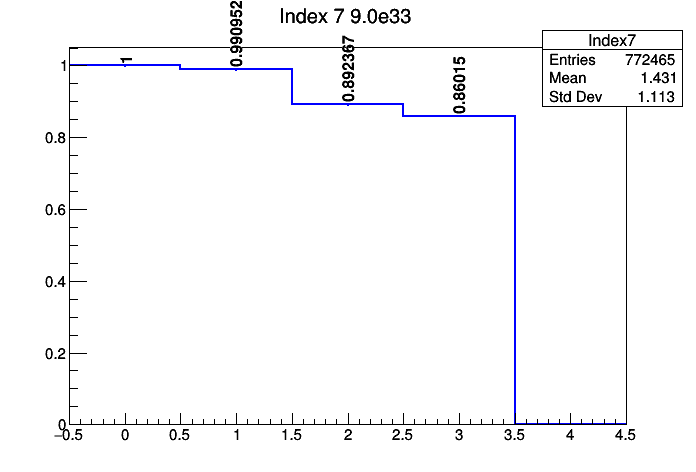 Index 7 9.0e33
Index7
Entries 772465
Mean 1.431
Std Dev 1.113
1
0.990952
0.892367
0.86015
1
0.8
0.6
0.4
0.2
0
−0.5 0 0.5 1 1.5 2 2.5 3 3.5 4 4.5